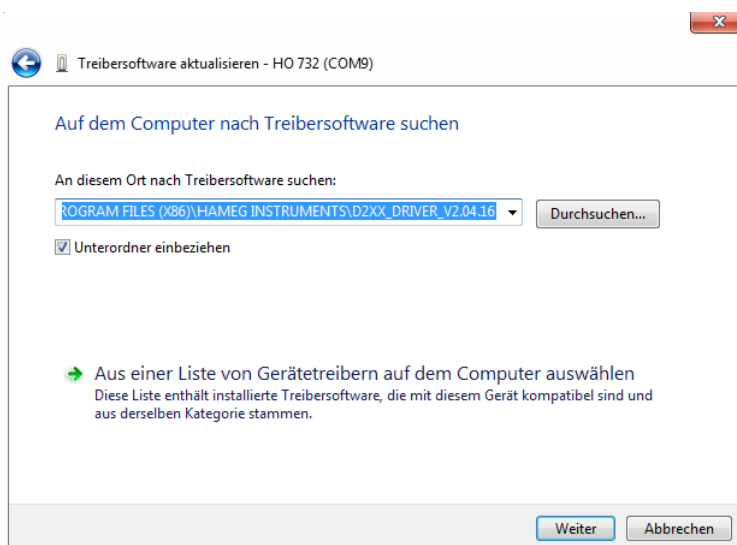 Treibersoftware aktualisieren - HO 732 (COM9)
Auf dem Computer nach Treibersoftware suchen
An diesem Ort nach Treibersoftware suchen:
ROGRAM FILES (X86)\HAMEG INSTRUMENTS\D2XX_DRIVER_V2.04.16
Durchsuchen...
Unterordner einbeziehen
Aus einer Liste von Gerätetreibern auf dem Computer auswählen
Diese Liste enthält installierte Treibersoftware, die mit diesem Gerät kompatibel sind und
aus derselben Kategorie stammen.
Weiter
Abbrechen